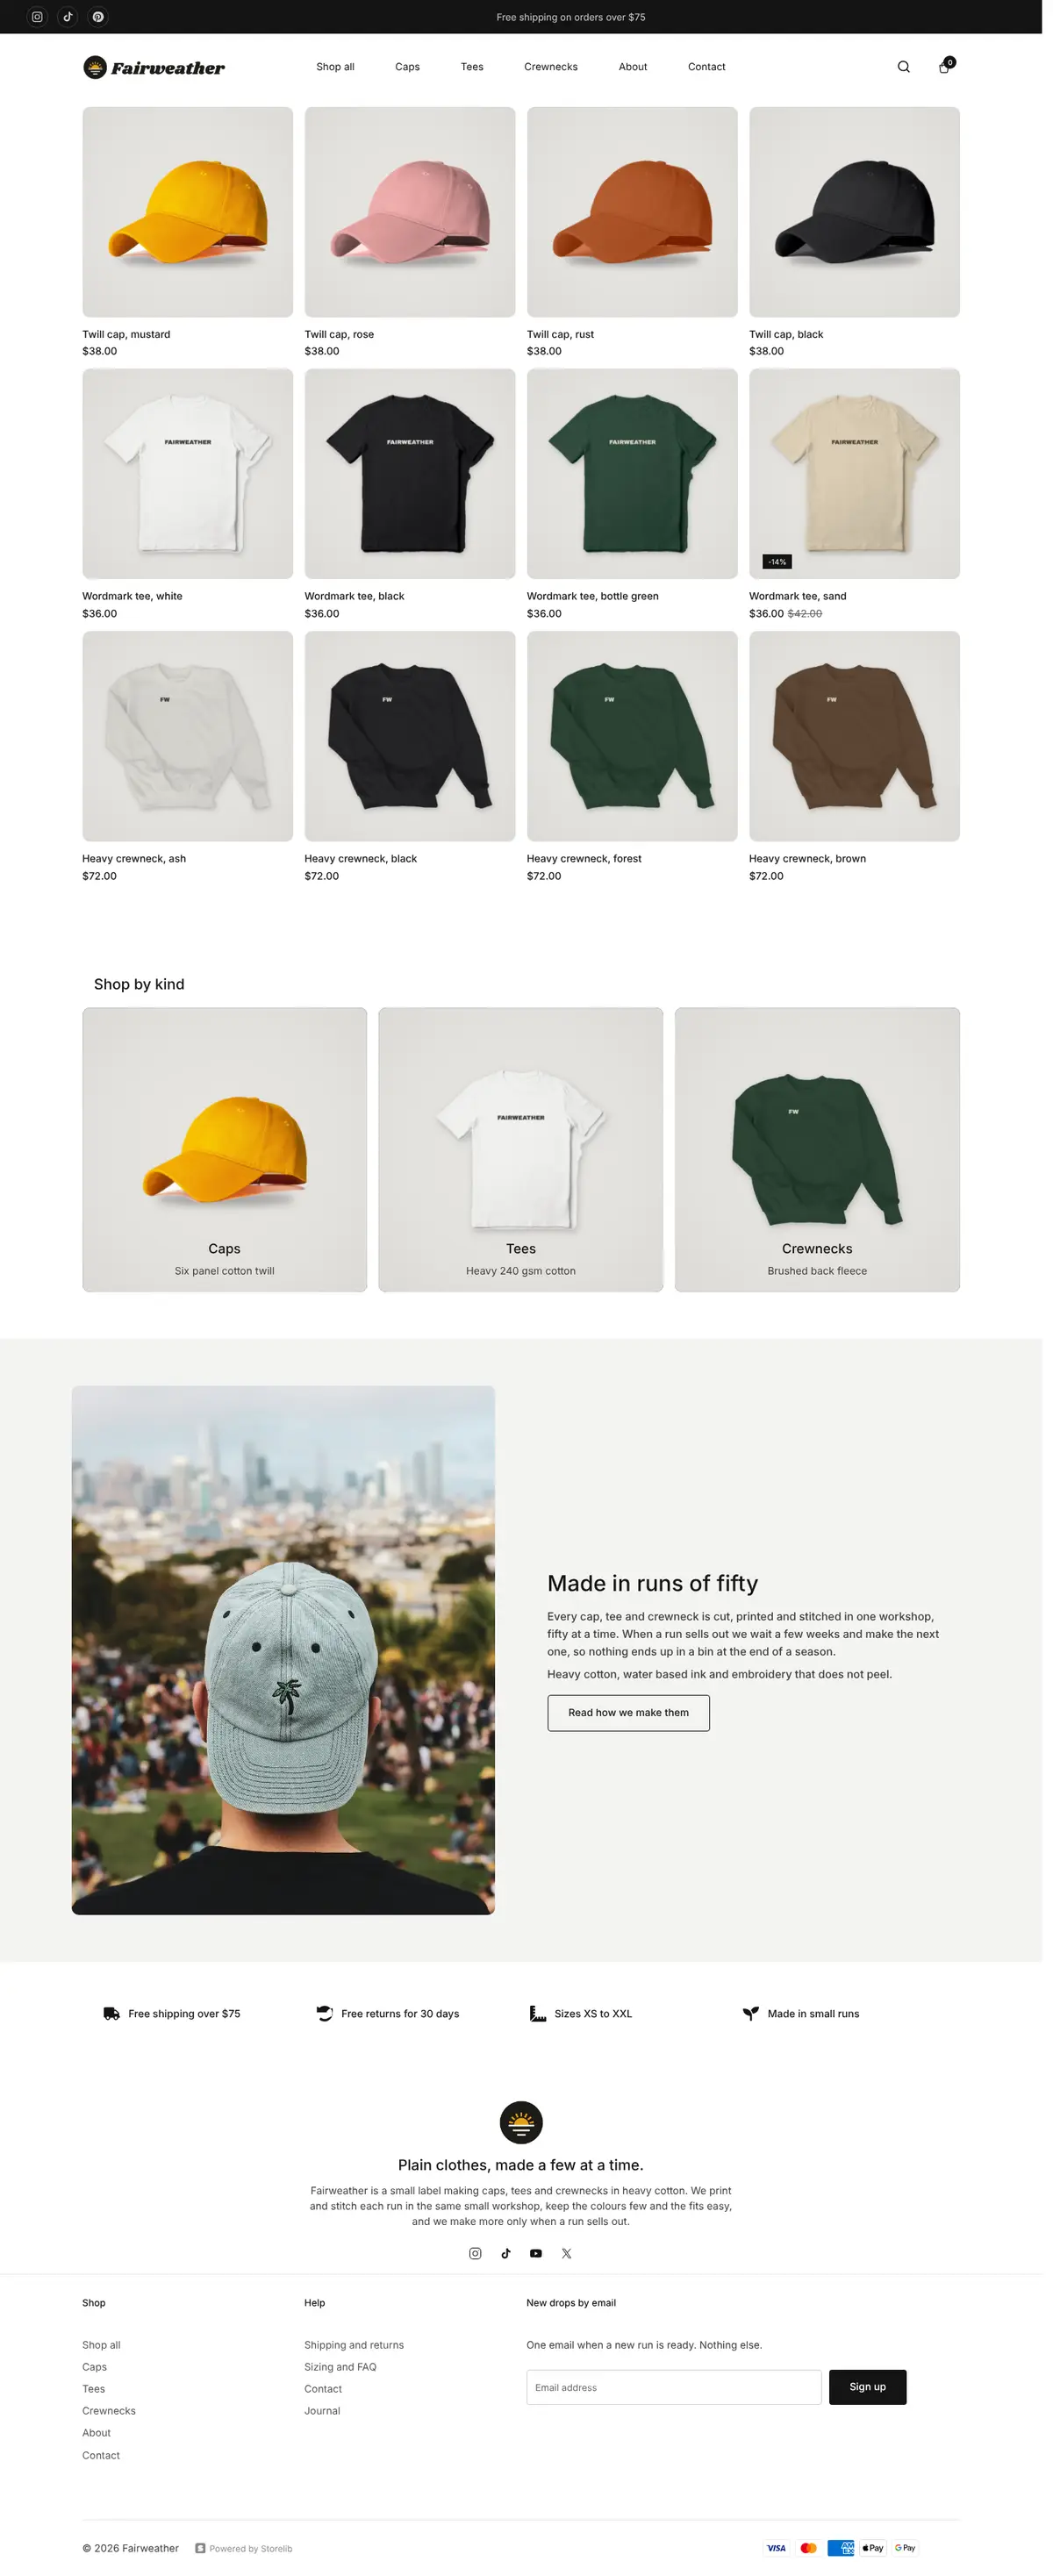 Free shipping on orders over $75
Fairweather
Shop all
Caps
Tees
Crewnecks
About
Contact
0
Twill cap, mustard
$38.00
Twill cap, rose
$38.00
Twill cap, rust
$38.00
Twill cap, black
$38.00
FAIRWEATHER
FAIRWEATHER
FAIRWEATHER
FAIRWEATHER
-14%
Wordmark tee, white
$36.00
Wordmark tee, black
$36.00
Wordmark tee, bottle green
$36.00
Wordmark tee, sand
$36.00 $42.00
FW
FW
FW
FW
Heavy crewneck, ash
$72.00
Heavy crewneck, black
$72.00
Heavy crewneck, forest
$72.00
Heavy crewneck, brown
$72.00
Shop by kind
Caps
Six panel cotton twill
FAIRWEATHER
Tees
Heavy 240 gsm cotton
FW
Crewnecks
Brushed back fleece
Made in runs of fifty
Every cap, tee and crewneck is cut, printed and stitched in one workshop,
fifty at a time. When a run sells out we wait a few weeks and make the next
one, so nothing ends up in a bin at the end of a season.
Heavy cotton, water based ink and embroidery that does not peel.
Read how we make them
Free shipping over $75
Free returns for 30 days
Sizes XS to XXL
Made in small runs
Plain clothes, made a few at a time.
Fairweather is a small label making caps, tees and crewnecks in heavy cotton. We print
and stitch each run in the same small workshop, keep the colours few and the fits easy,
and we make more only when a run sells out.
Shop
Shop all
Caps
Tees
Crewnecks
About
Contact
Help
Shipping and returns
Sizing and FAQ
Contact
Journal
New drops by email
One email when a new run is ready. Nothing else.
Email address
Sign up
© 2026 Fairweather
Powered by Storelib
VISA
AMEX
Pay
G Pay